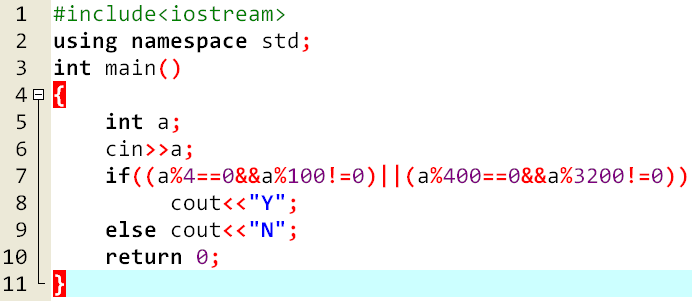 1 #include<iostream>
2 using namespace std;
3 int main()
4 {
5 int a;
6 cin>>a;
7 if((a%4==0&&a%100!=0)||(a%400==0&&a%3200!=0))
8 cout<<"Y";
9 else cout<<"N";
10 return 0;
11 }